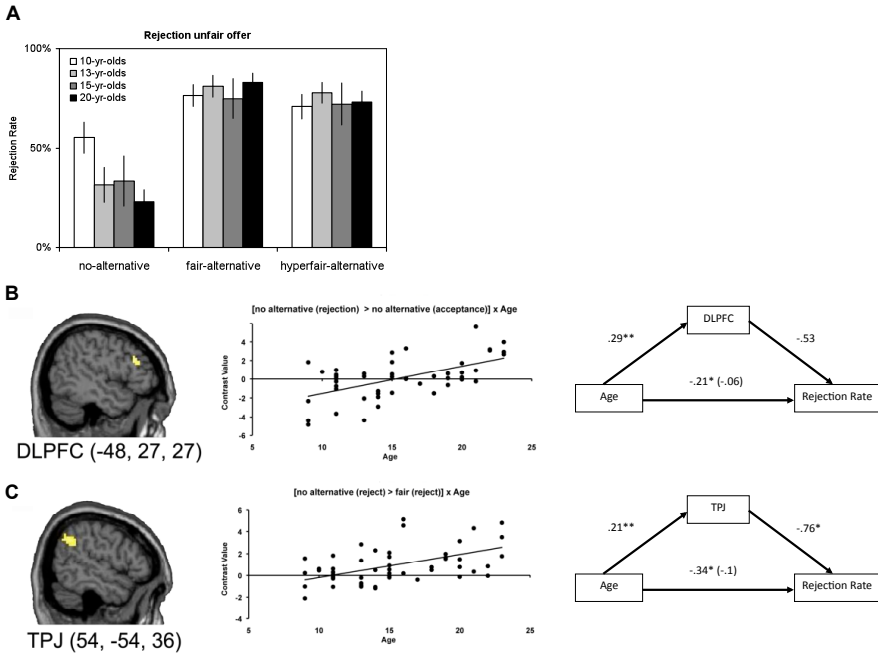 A
Rejection unfair offer
100%
10-yr-olds
13-yr-olds
15-yr-olds
20-yr-olds
50%
Rejection Rate
0%
no-alternative fair-alternative hyperfair-alternative
B
[no alternative (rejection) > no alternative (acceptance)] x Age
Contrast Value
4
2
0
-2
-4
-6
5 10 15 20 25
Age
DLPFC (-48, 27, 27)
DLPFC
.29**
-.53
-.21* (-.06)
Age
Rejection Rate
C
[no alternative (reject) > fair (reject)] x Age
Contrast Value
6
4
2
0
-2
-4
5 10 15 20 25
Age
TPJ (54, -54, 36)
TPJ
.21**
-.76*
-.34* (-.1)
Age
Rejection Rate